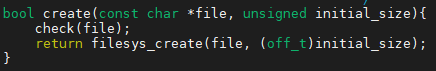 bool create(const char *file, unsigned initial_size){
    check(file);
    return filesys_create(file, (off_t)initial_size);
}